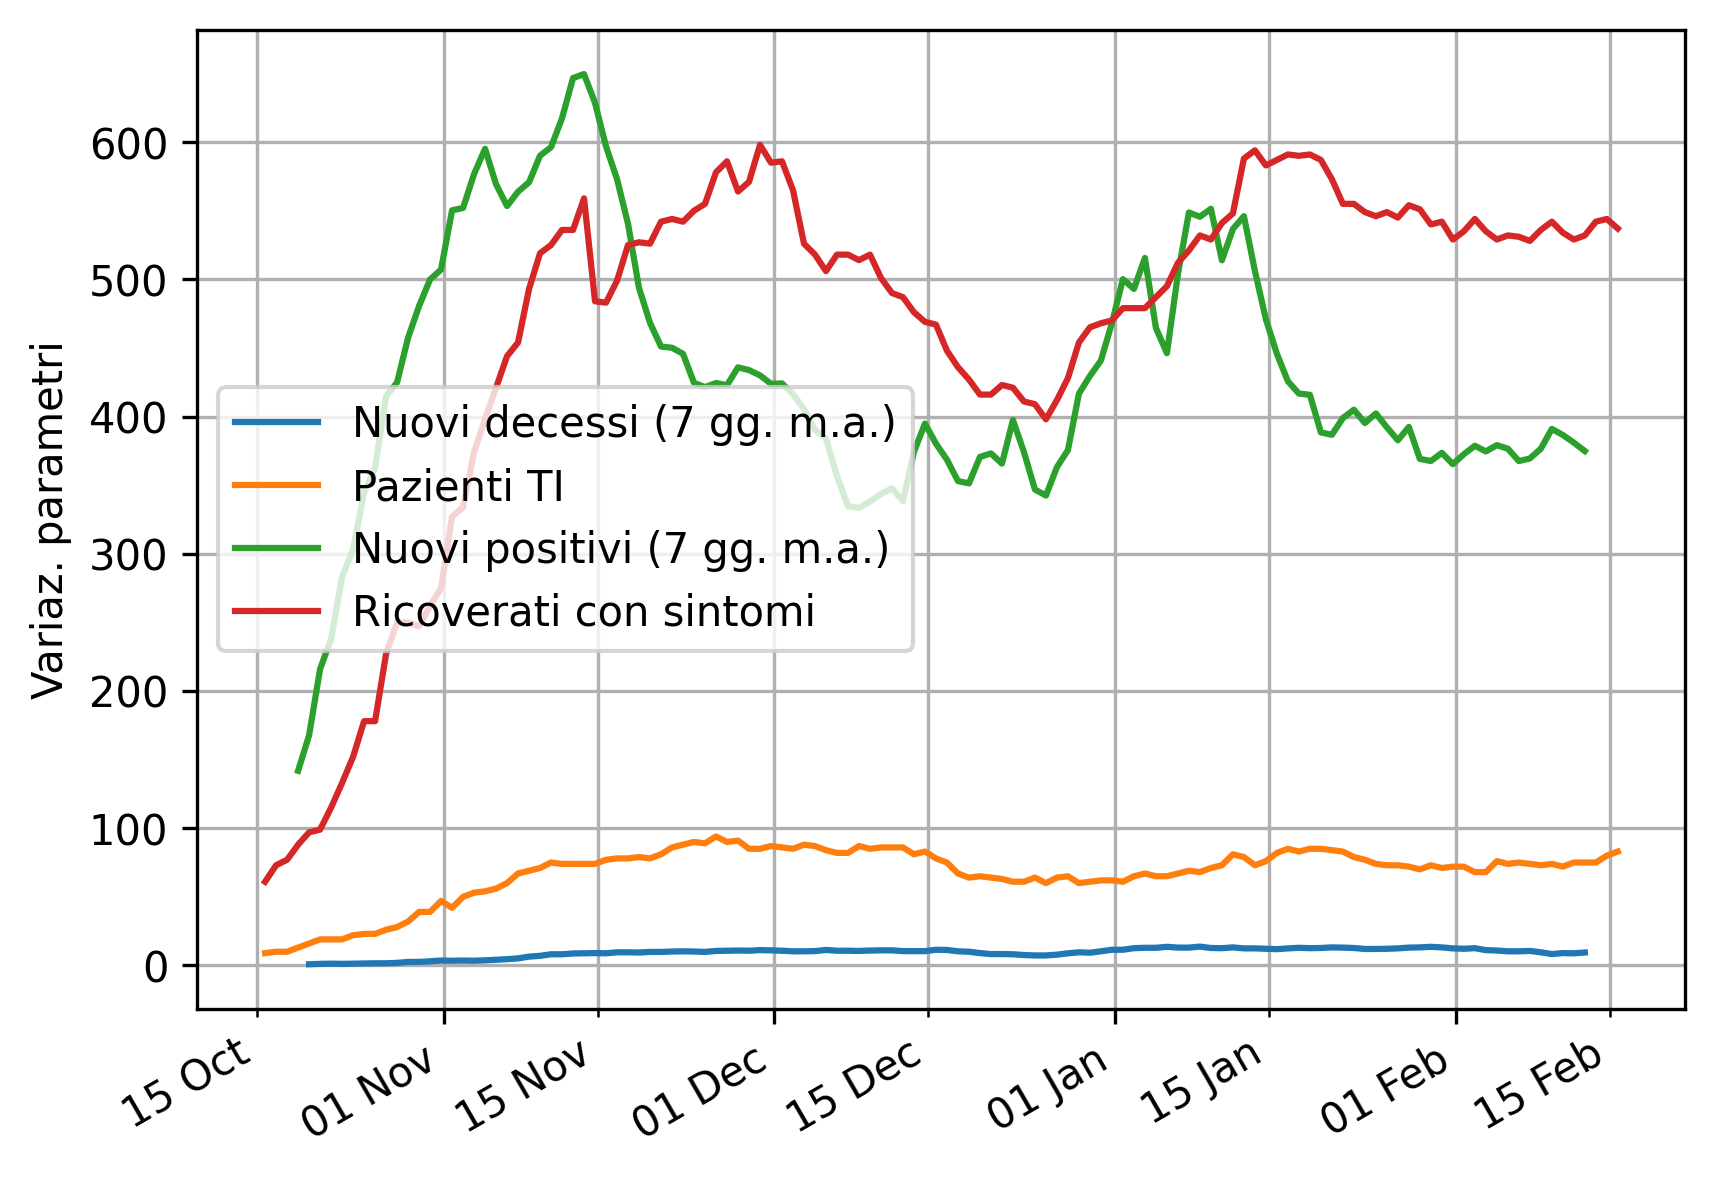 Variaz. parametri
600
500
400
300
200
100
0
Nuovi decessi (7 gg. m.a.)
Pazienti TI
Nuovi positivi (7 gg. m.a.)
Ricoverati con sintomi
15 Oct
01 Nov
15 Nov
01 Dec
15 Dec
01 Jan
15 Jan
01 Feb
15 Feb